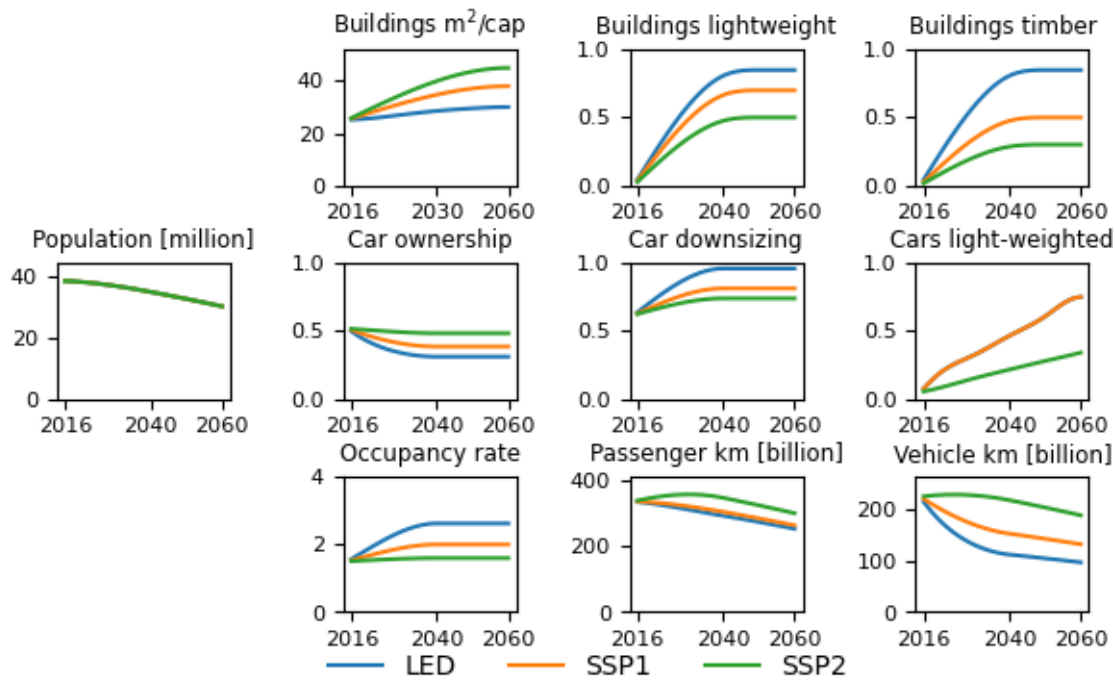 Buildings m²/cap
Buildings lightweight
Buildings timber
40
20
0
2016 2030 2060
1.0
0.5
0.0
2016 2040 2060
1.0
0.5
0.0
2016 2040 2060
Population [million]
Car ownership
Car downsizing
Cars light-weighted
40
20
0
2016 2040 2060
1.0
0.5
0.0
2016 2040 2060
1.0
0.5
0.0
2016 2040 2060
1.0
0.5
0.0
2016 2040 2060
Occupancy rate
Passenger km [billion]
Vehicle km [billion]
4
2
0
2016 2040 2060
400
200
0
2016 2040 2060
200
100
0
2016 2040 2060
LED SSP1 SSP2